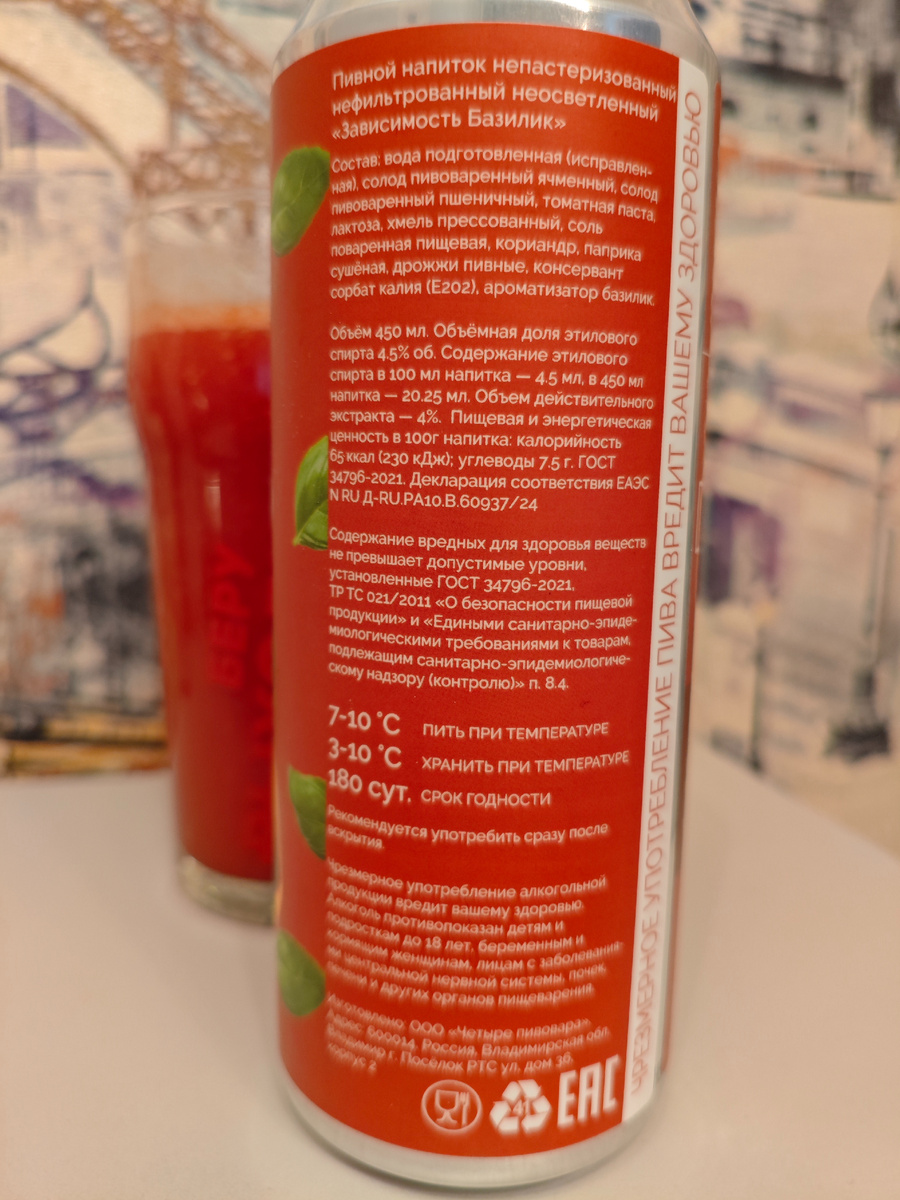 Пивной напиток непастеризованный
нефильтрованный неосветленный
«Зависимость Базилик»
Состав: вода подготовленная (исправлен-
ная), солод пивоваренный ячменный, солод
пивоваренный пшеничный, томатная паста,
лактоза, хмель прессованный, соль
поваренная пищевая, кориандр, паприка
сушёная, дрожжи пивные, консервант
сорбат калия (Е202), ароматизатор базилик.
Объём 450 мл. Объёмная доля этилового
спирта 4.5% об. Содержание этилового
спирта в 100 мл напитка — 4.5 мл, в 450 мл
напитка — 20.25 мл. Объем действительного
экстракта — 4%. Пищевая и энергетическая
ценность в 100г напитка: калорийность
65 ккал (230 кДж); углеводы 7.5 г. ГОСТ
34796-2021. Декларация соответствия ЕАЭС
N RU Д-RU.РА10.В.60937/24
Содержание вредных для здоровья веществ
не превышает допустимые уровни,
установленные ГОСТ 34796-2021,
ТР ТС 021/2011 «О безопасности пищевой
продукции» и «Едиными санитарно-эпиде-
миологическими требованиями к товарам,
подлежащим санитарно-эпидемиологиче-
скому надзору (контролю)» п. 8.4.
7-10 °C ПИТЬ ПРИ ТЕМПЕРАТУРЕ
3-10 °C ХРАНИТЬ ПРИ ТЕМПЕРАТУРЕ
180 сут. СРОК ГОДНОСТИ
Рекомендуется употребить сразу после
вскрытия.
Чрезмерное употребление алкогольной
продукции вредит вашему здоровью.
Алкоголь противопоказан детям и
подросткам до 18 лет, беременным и
кормящим женщинам, лицам с заболевания-
ми центральной нервной системы, почек,
печени и других органов пищеварения.
Изготовлено: ООО «Четыре пивовара».
Адрес: 600014, Россия, Владимирская обл.
Владимир г. Посёлок РТС ул, дом 36,
корпус 2
41 EAC
ЧРЕЗМЕРНОЕ УПОТРЕБЛЕНИЕ ПИВА ВРЕДИТ ВАШЕМУ ЗДОРОВЬЮ
БЕРУ